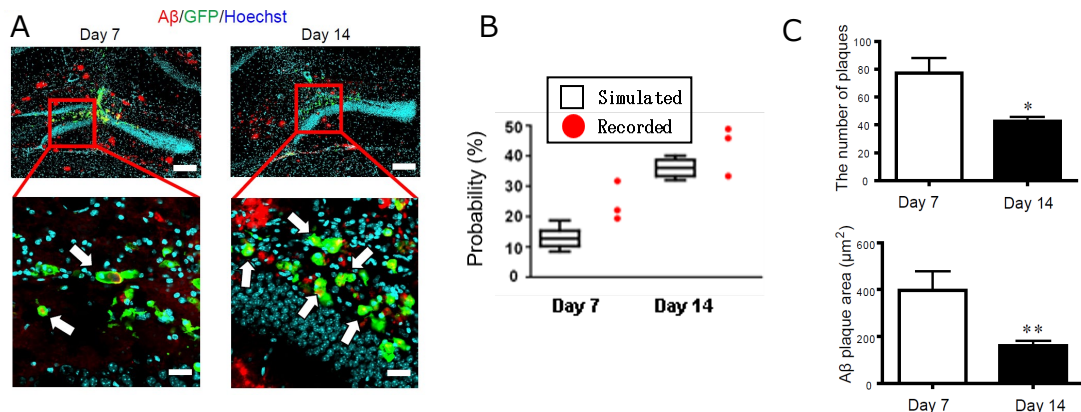 A
Aβ/GFP/Hoechst
Day 7
Day 14
B
Simulated
Recorded
Probability (%)
50
40
30
20
10
0
Day 7
Day 14
C
The number of plaques
100
80
60
40
20
0
*
Day 7
Day 14
Aβ plaque area (μm²)
600
400
200
0
**
Day 7
Day 14